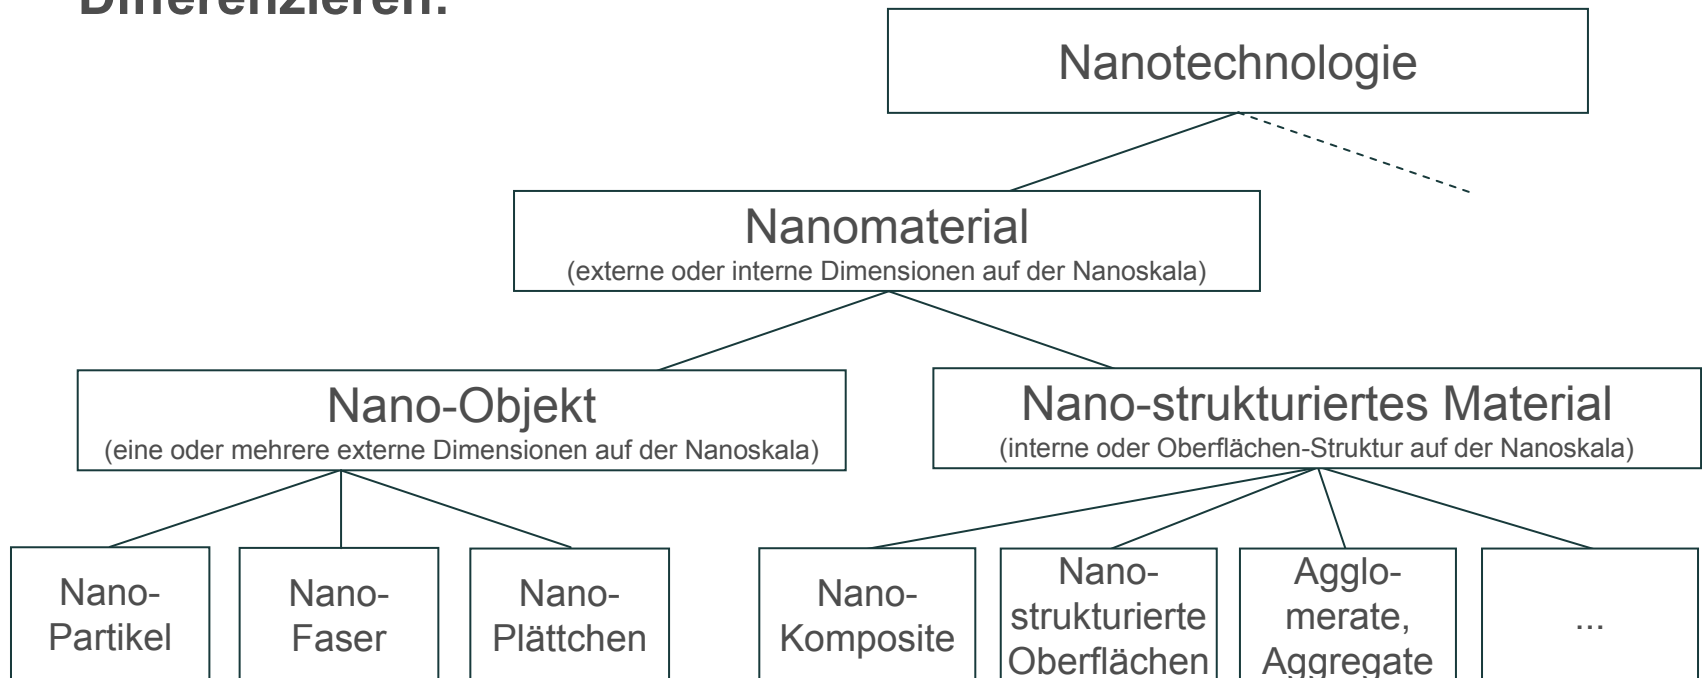 Differenzieren:
Nanotechnologie
Nanomaterial
(externe oder interne Dimensionen auf der Nanoskala)
Nano-Objekt
(eine oder mehrere externe Dimensionen auf der Nanoskala)
Nano-strukturiertes Material
(interne oder Oberflächen-Struktur auf der Nanoskala)
Nano-
Partikel
Nano-
Faser
Nano-
Plättchen
Nano-
Komposite
Nano-
strukturierte
Oberflächen
Agglo-
merate,
Aggregate
...